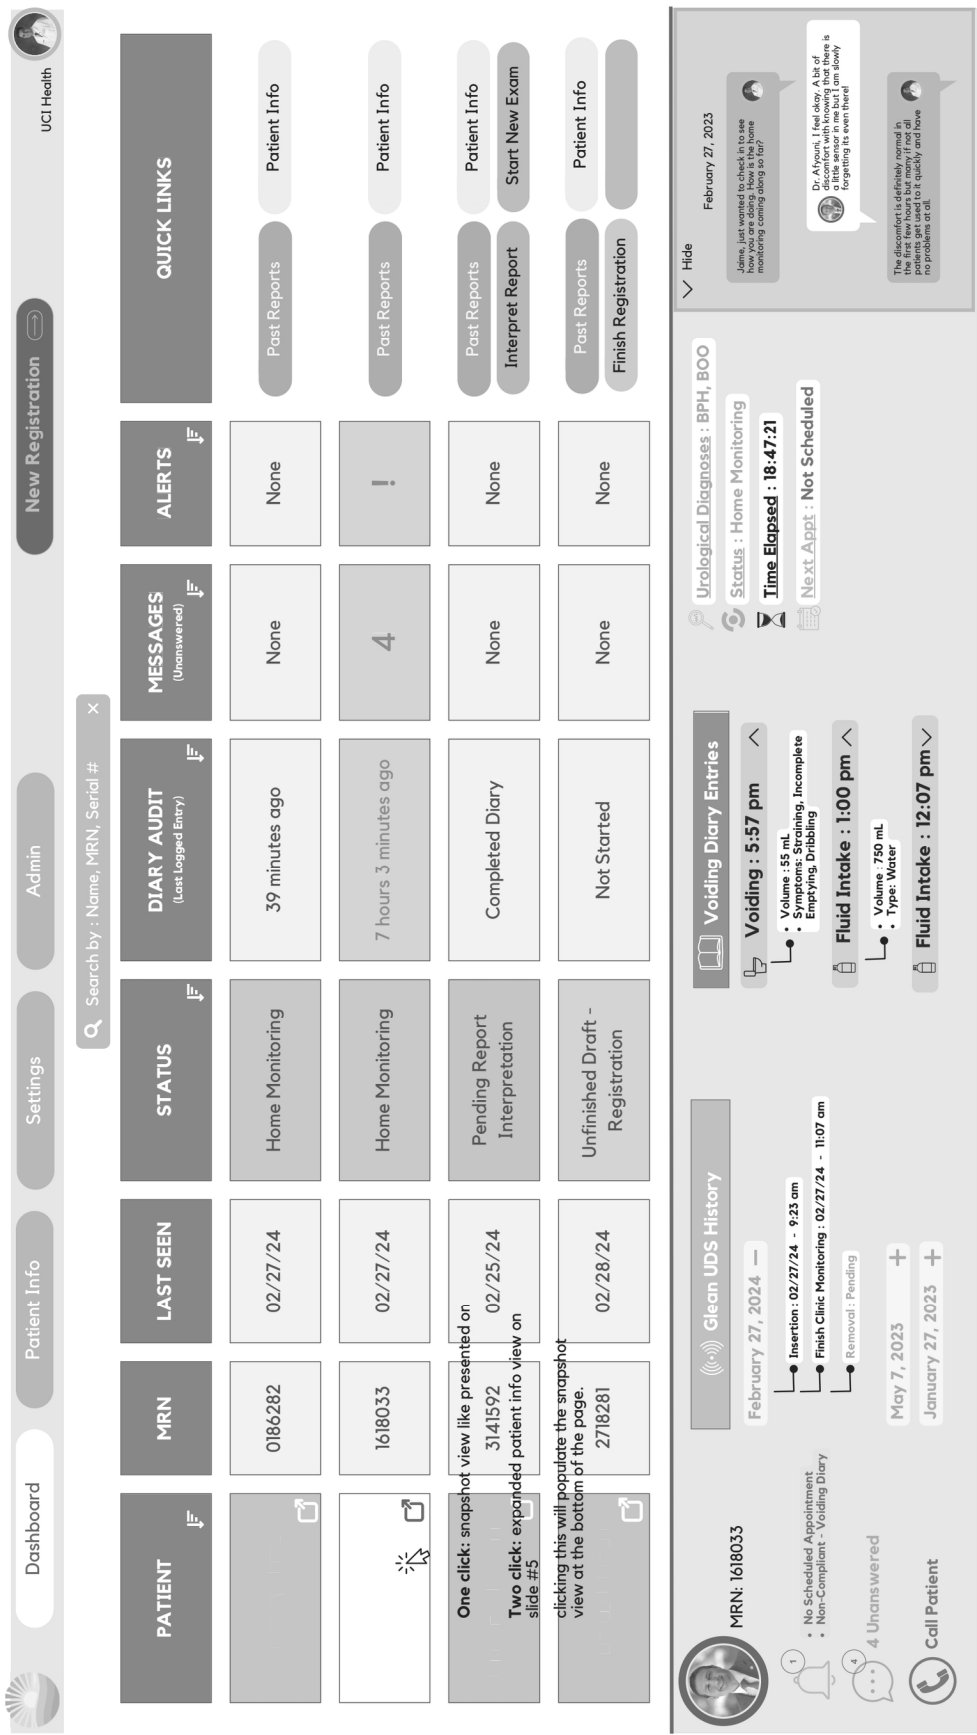 Dashboard
Patient Info
Settings
Admin
New Registration
UCI Health
Search by : Name, MRN, Serial # ×
PATIENT
MRN
LAST SEEN
STATUS
DIARY AUDIT
(Last Logged Entry)
MESSAGES
(Unanswered)
ALERTS
QUICK LINKS
0186282
02/27/24
Home Monitoring
39 minutes ago
None
None
Past Reports
Patient Info
1618033
02/27/24
Home Monitoring
7 hours 3 minutes ago
4
!
Past Reports
Patient Info
One click: snapshot view like presented on
Two click: expanded patient info view on
slide #5
3141592
02/25/24
Pending Report
Interpretation
Completed Diary
None
None
Past Reports
Patient Info
Interpret Report
Start New Exam
clicking this will populate the snapshot
view at the bottom of the page.
2718281
02/28/24
Unfinished Draft -
Registration
Not Started
None
None
Past Reports
Patient Info
Finish Registration
MRN: 1618033
1
• No Scheduled Appointment
• Non-Compliant - Voiding Diary
4
4 Unanswered
Call Patient
Glean UDS History
February 27, 2024 —
Insertion : 02/27/24 - 9:23 am
Finish Clinic Monitoring : 02/27/24 - 11:07 am
Removal : Pending
May 7, 2023 +
January 27, 2023 +
Voiding Diary Entries
Voiding : 5:57 pm
• Volume : 55 mL
• Symptoms: Straining, Incomplete
Emptying, Dribbling
Fluid Intake : 1:00 pm
• Volume : 750 mL
• Type: Water
Fluid Intake : 12:07 pm
Urological Diagnoses : BPH, BOO
Status : Home Monitoring
Time Elapsed : 18:47:21
Next Appt : Not Scheduled
Hide
February 27, 2023
Jaime, just wanted to check in to see
how you are doing. How is the home
monitoring coming along so far?
Dr. Afyouni, I feel okay. A bit of
discomfort with knowing that there is
a little sensor in me but I am slowly
forgetting its even there!
The discomfort is definitely normal in
the first few hours but many if not all
patients get used to it quickly and have
no problems at all.